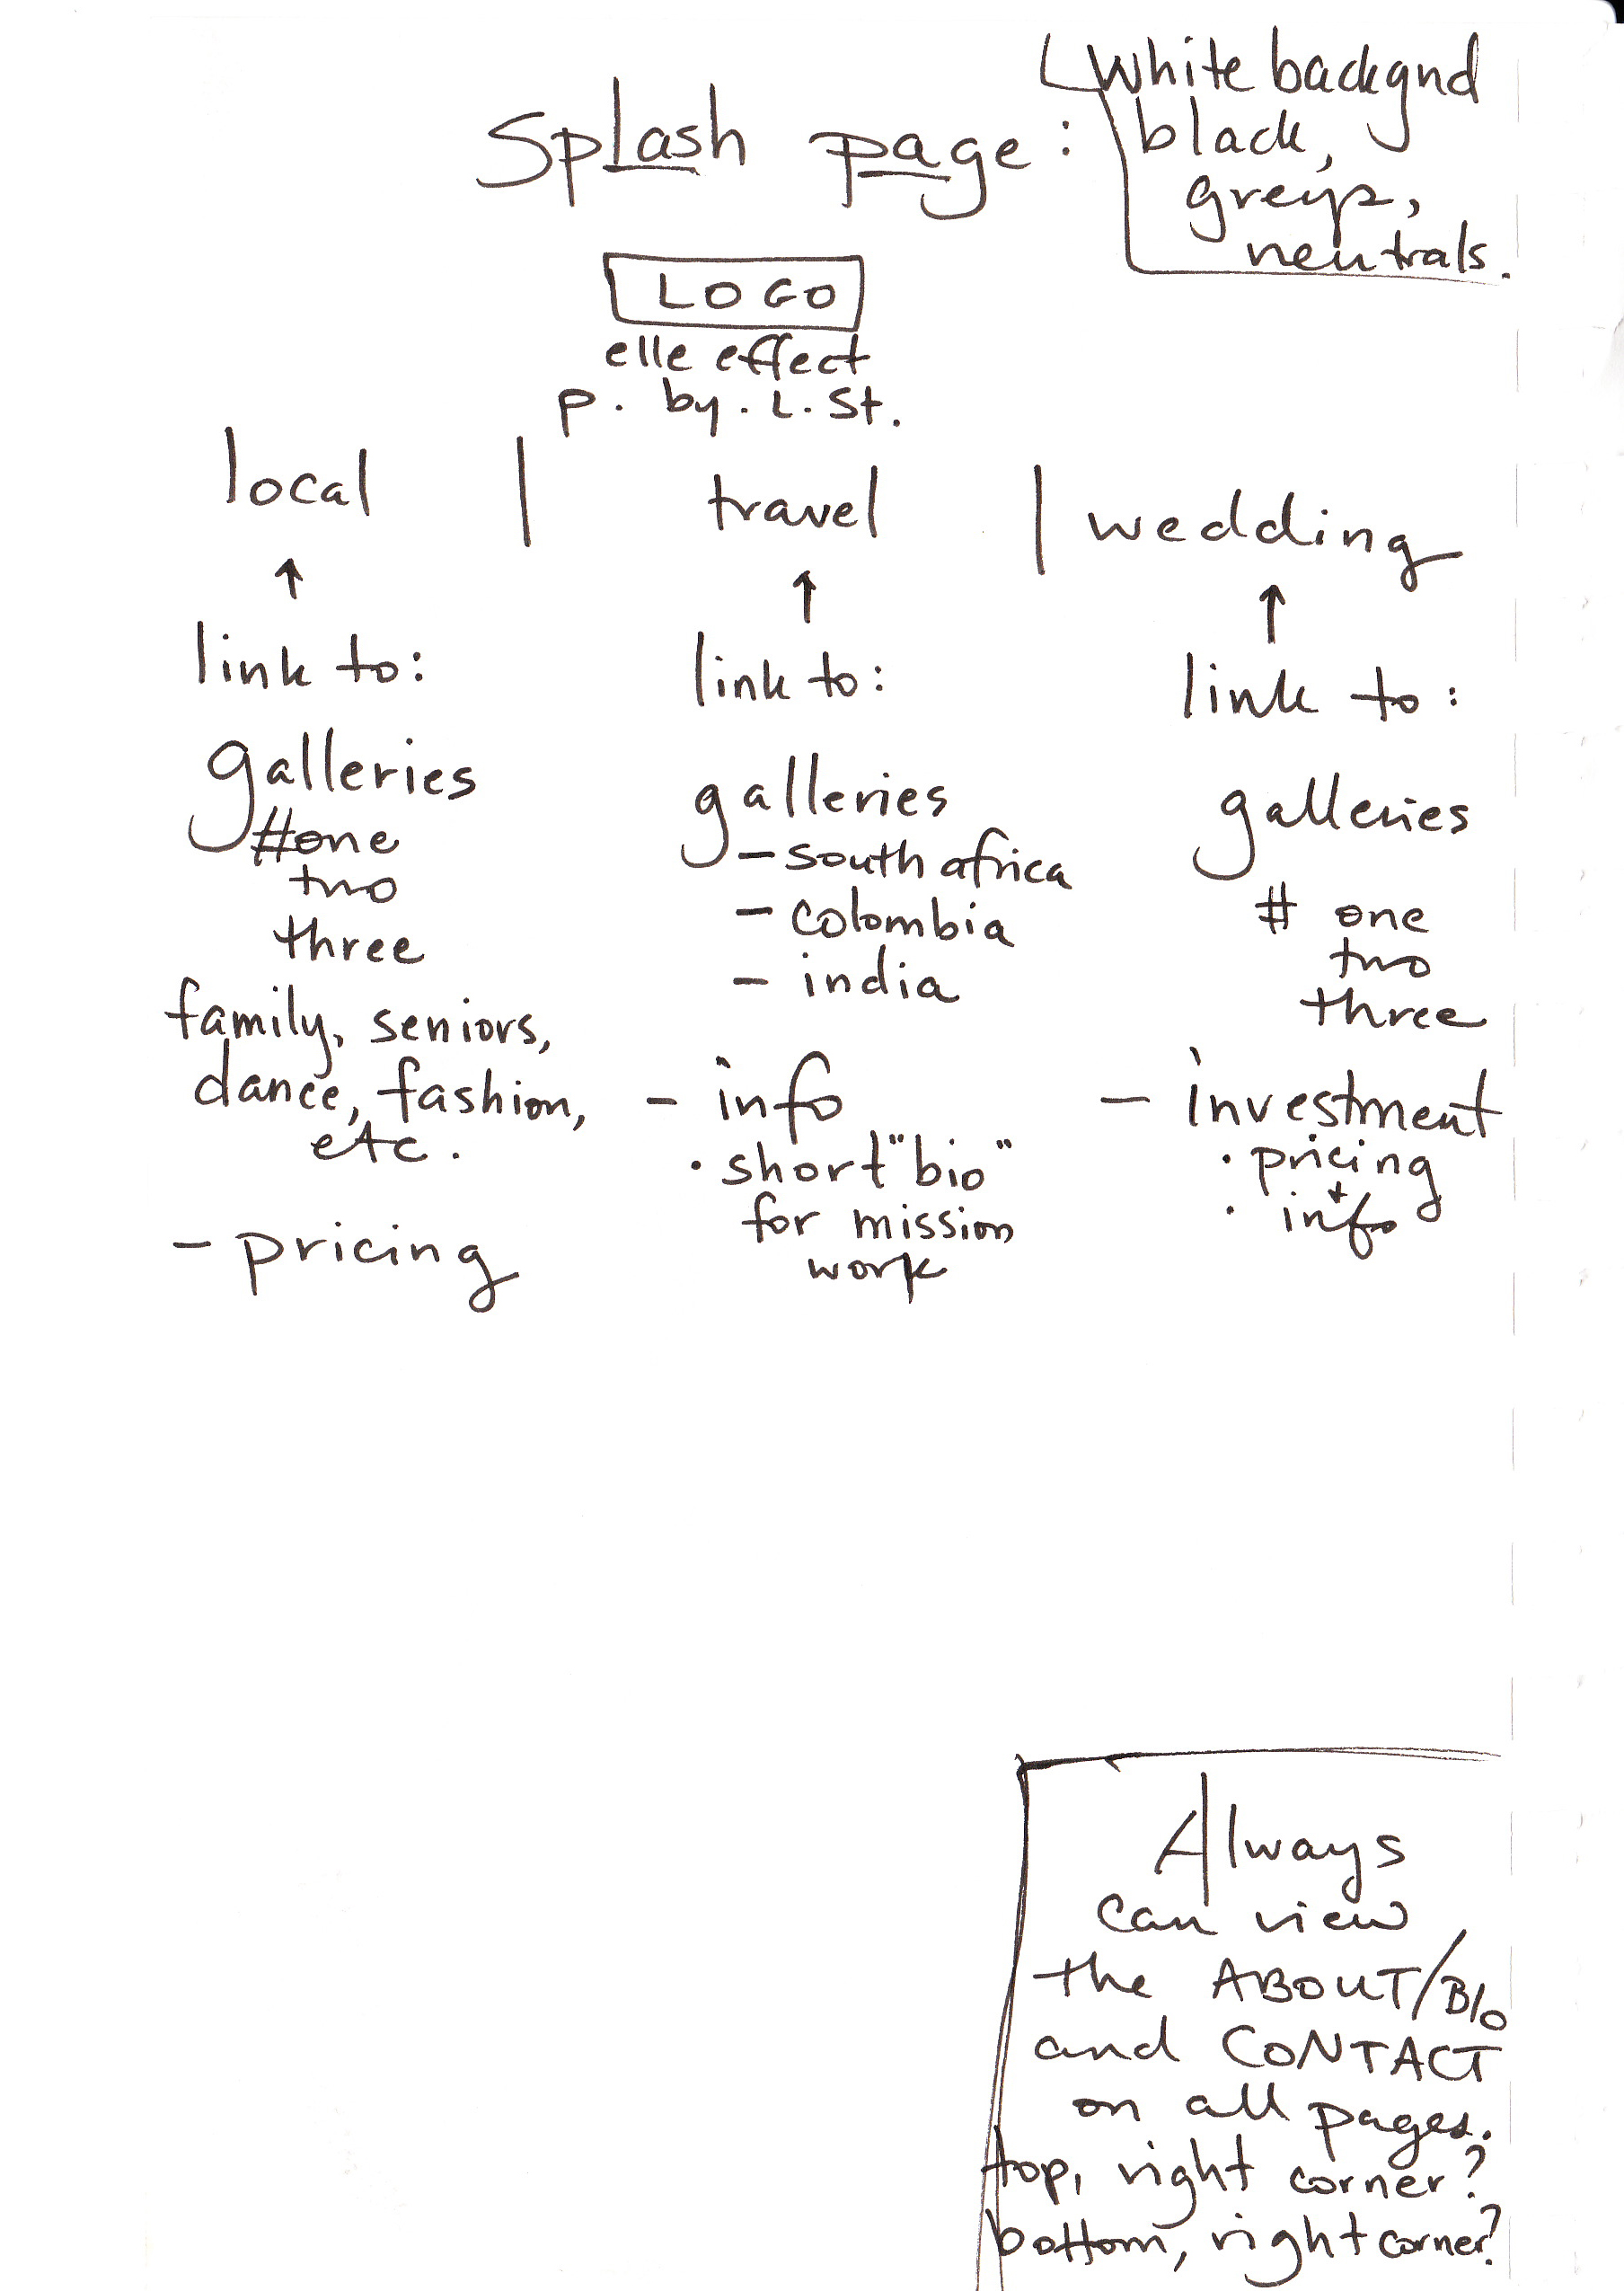 white backgnd
Splash page: black,
greys,
neutrals.
LOGO
elle effect
p. by. L. St.
local | travel | wedding
↑ ↑ ↑
link to:
galleries
#one
two
three
family, seniors,
dance, fashion,
etc.
- pricing
link to:
galleries
- south africa
- colombia
- india
- info
• short "bio"
for mission
work
link to:
galleries
# one
two
three
- investment
• pricing
+
• info
Always
can view
the ABOUT/BIO
and CONTACT
on all pages.
top, right corner?
bottom, right corner?